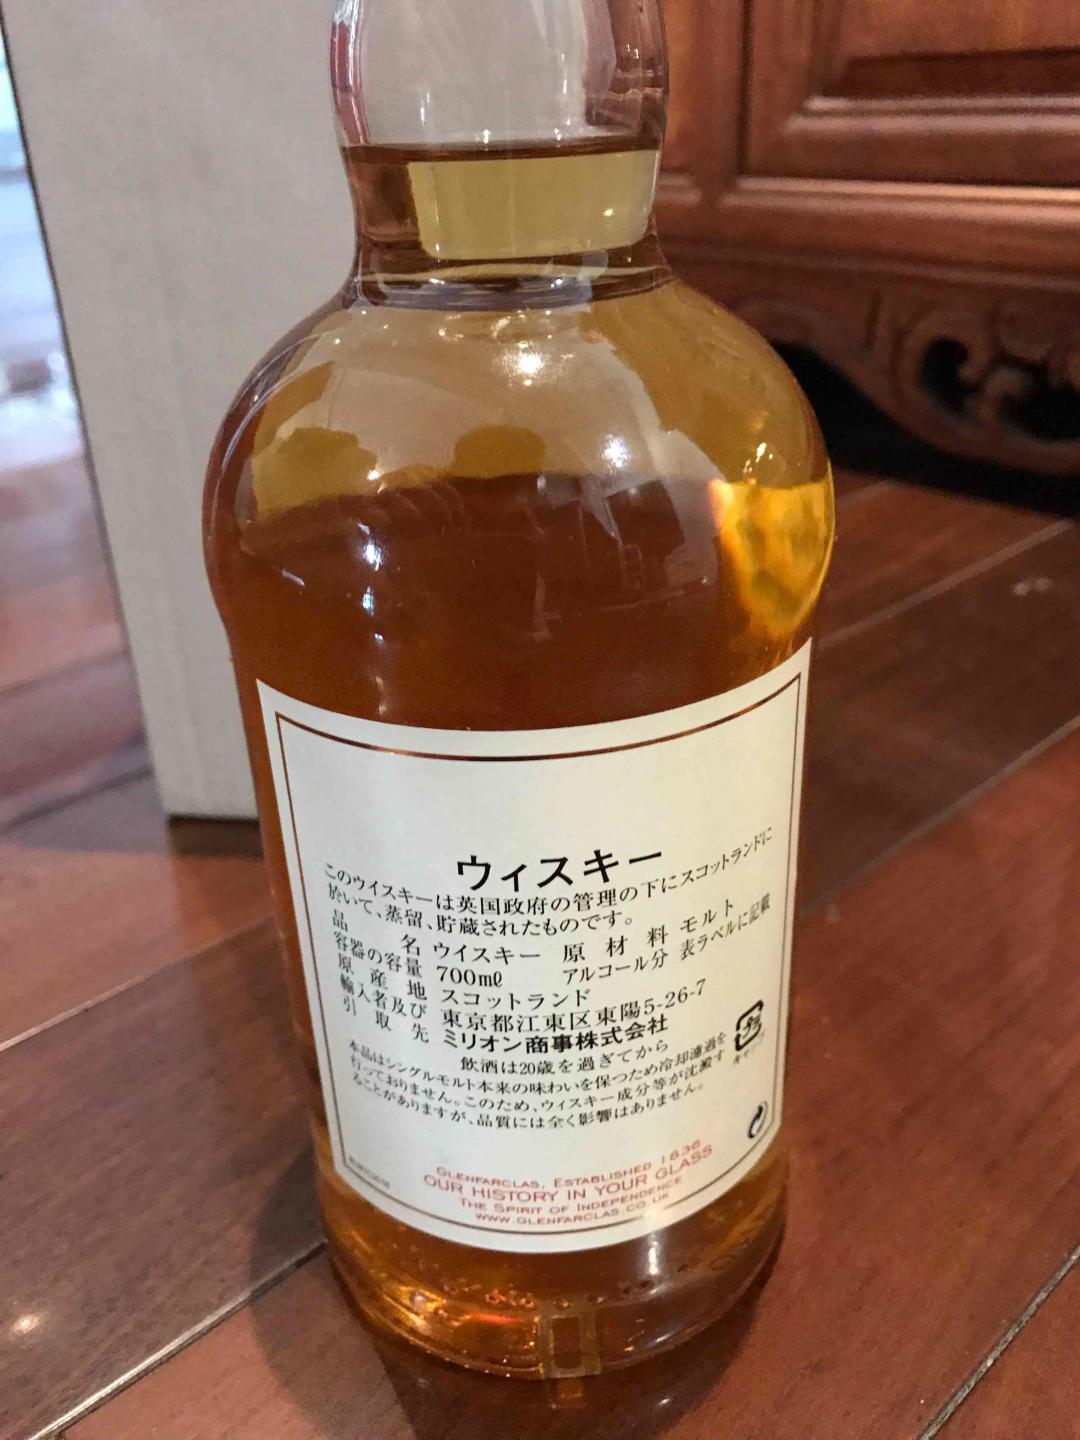 ウィスキー
このウイスキーは英国政府の管理の下にスコットランドに
於いて、蒸留、貯蔵されたものです。
品名 ウイスキー 原材料 モルト
容器の容量 700mℓ アルコール分 表ラベルに記載
原産地 スコットランド
輸入者及び 東京都江東区東陽5-26-7
引取先 ミリオン商事株式会社
飲酒は20歳を過ぎてから
本品はシングルモルト本来の味わいを保つため冷却濾過を
行っておりません。このため、ウィスキー成分等が沈澱す
ることがありますが、品質には全く影響はありません。
GLENFARCLAS, ESTABLISHED 1836
OUR HISTORY IN YOUR GLASS
THE SPIRIT OF INDEPENDENCE
WWW.GLENFARCLAS.CO.UK